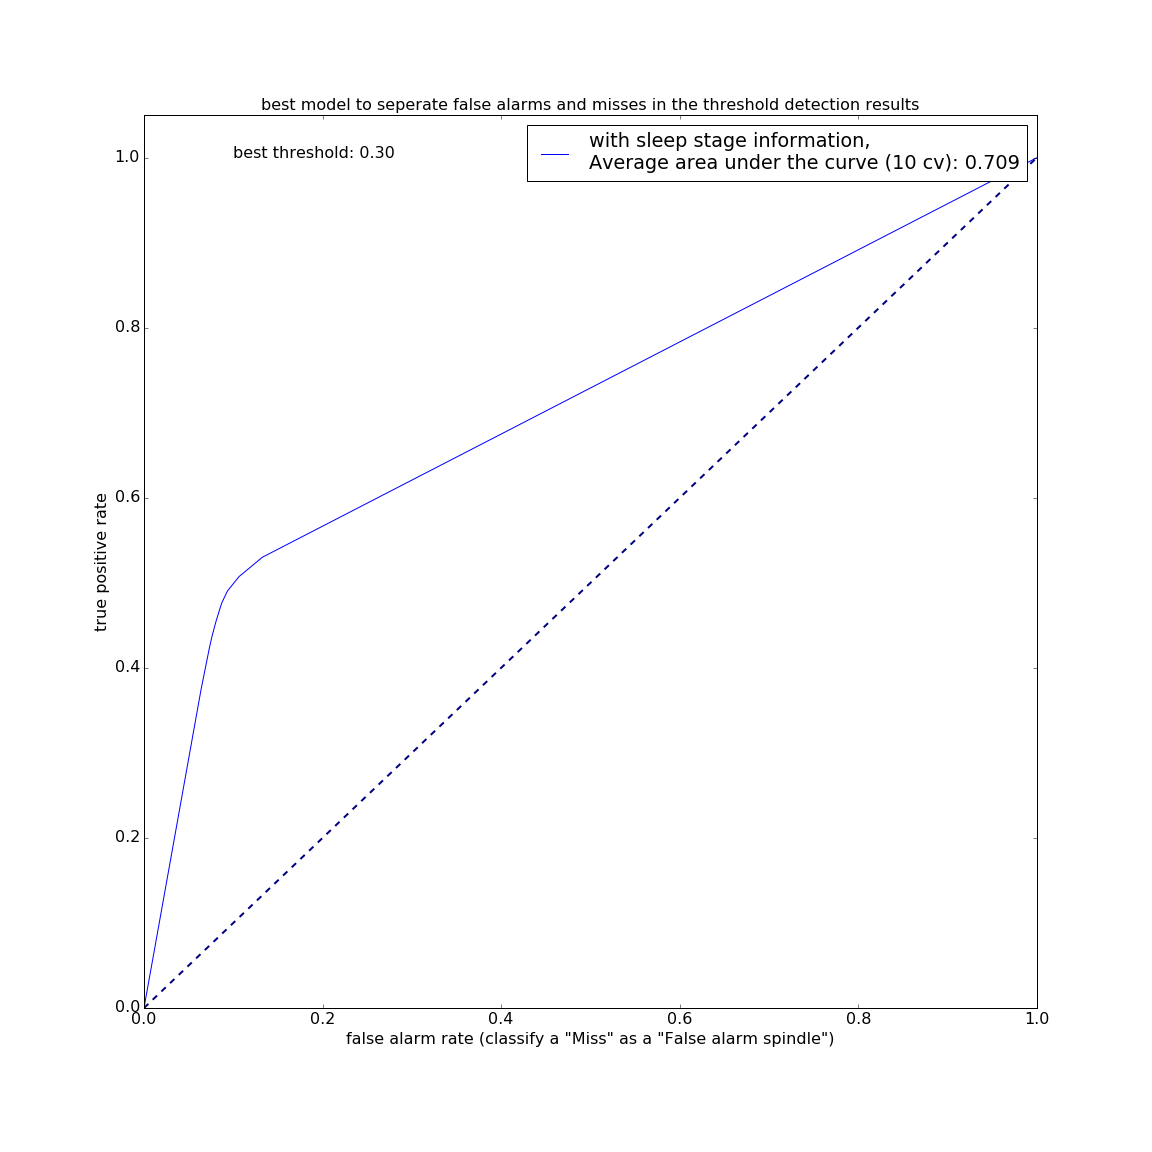 best model to seperate false alarms and misses in the threshold detection results
best threshold: 0.30
with sleep stage information,
Average area under the curve (10 cv): 0.709
1.0
0.8
0.6
0.4
0.2
0.0
true positive rate
0.0 0.2 0.4 0.6 0.8 1.0
false alarm rate (classify a "Miss" as a "False alarm spindle")